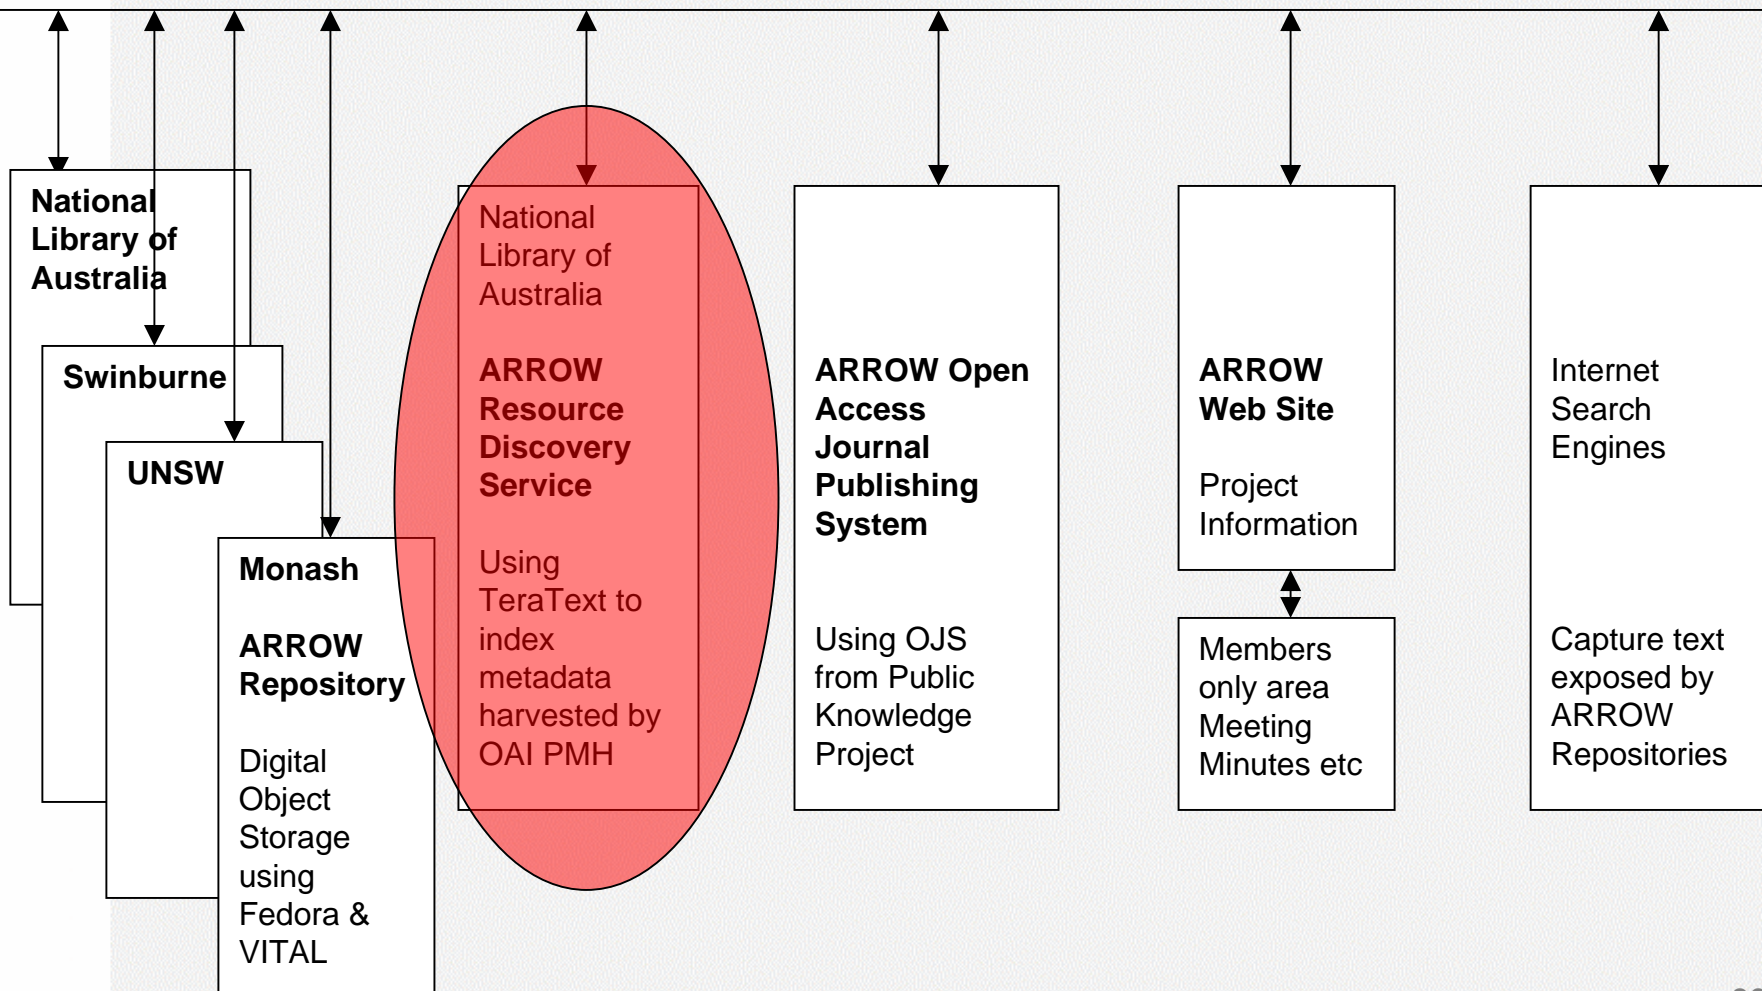 National
Library of
Australia
Swinburne
UNSW
Monash
ARROW
Repository
Digital
Object
Storage
using
Fedora &
VITAL
National
Library of
Australia
ARROW
Resource
Discovery
Service
Using
TeraText to
index
metadata
harvested by
OAI PMH
ARROW Open
Access
Journal
Publishing
System
Using OJS
from Public
Knowledge
Project
ARROW
Web Site
Project
Information
Members
only area
Meeting
Minutes etc
Internet
Search
Engines
Capture text
exposed by
ARROW
Repositories